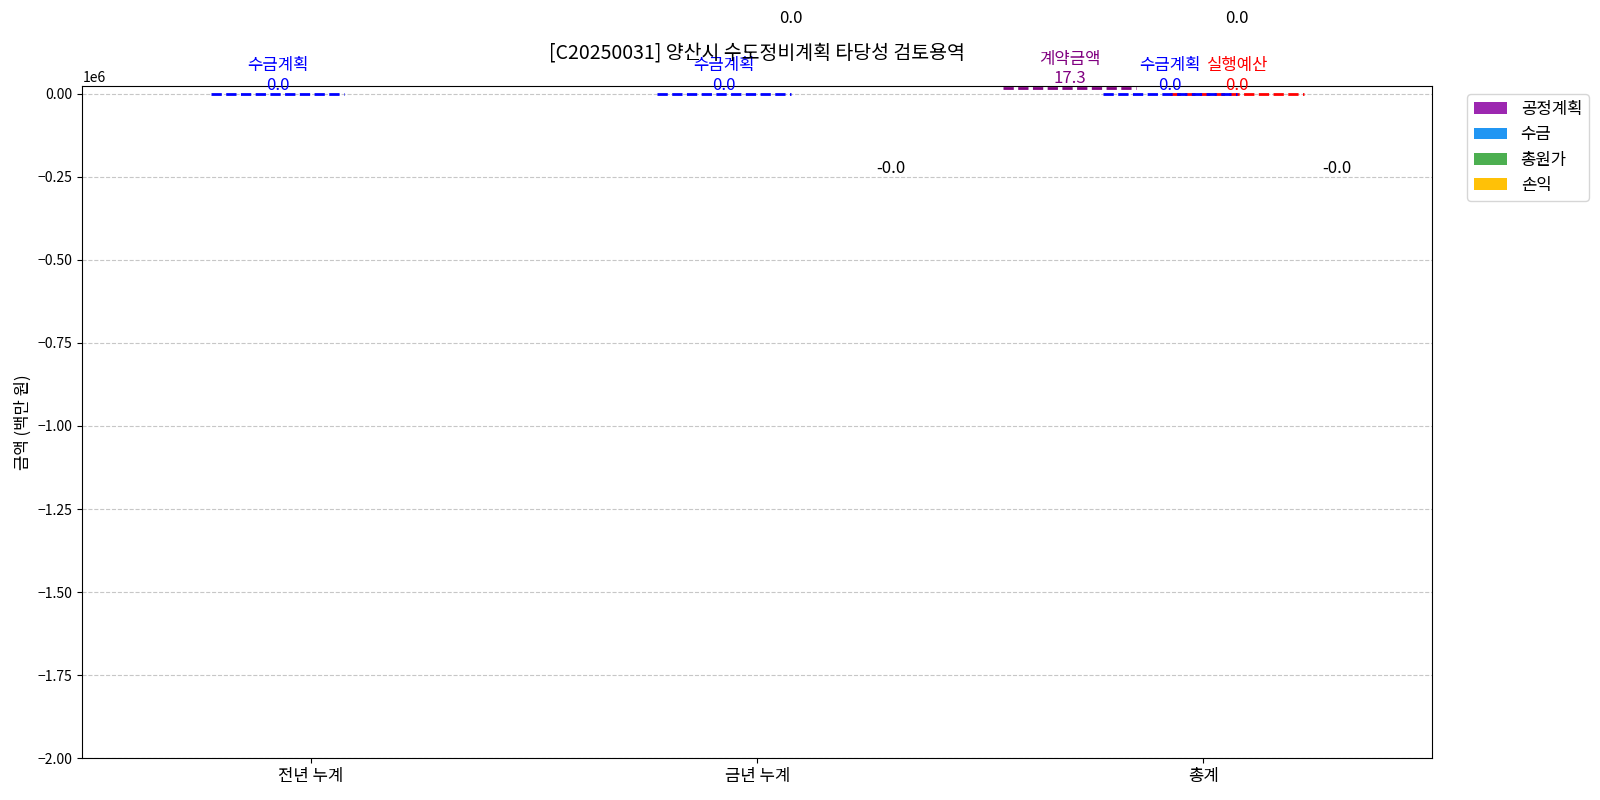 0.0
0.0
[C20250031] 양산시 수도정비계획 타당성 검토용역
수금계획
0.0
수금계획
0.0
계약금액
17.3
수금계획
0.0
실행예산
0.0
1e6
0.00
−0.25
−0.50
−0.75
−1.00
−1.25
−1.50
−1.75
−2.00
-0.0
-0.0
금액 (백만 원)
전년 누계
금년 누계
총계
공정계획
수금
총원가
손익